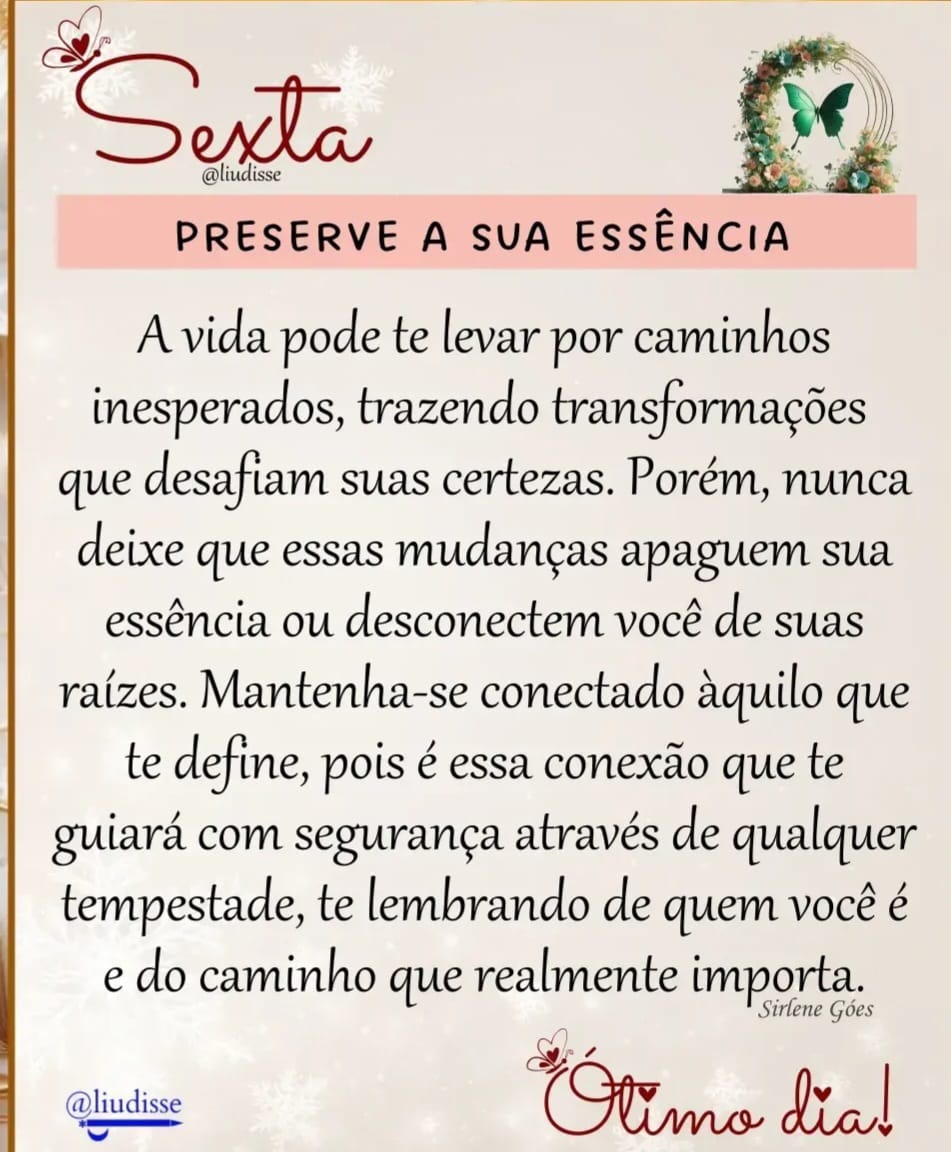 Sexta
@liudisse
PRESERVE A SUA ESSÊNCIA
A vida pode te levar por caminhos
inesperados, trazendo transformações
que desafiam suas certezas. Porém, nunca
deixe que essas mudanças apaguem sua
essência ou desconectem você de suas
raízes. Mantenha-se conectado àquilo que
te define, pois é essa conexão que te
guiará com segurança através de qualquer
tempestade, te lembrando de quem você é
e do caminho que realmente importa.
Sirlene Góes
@liudisse
Ótimo dia!